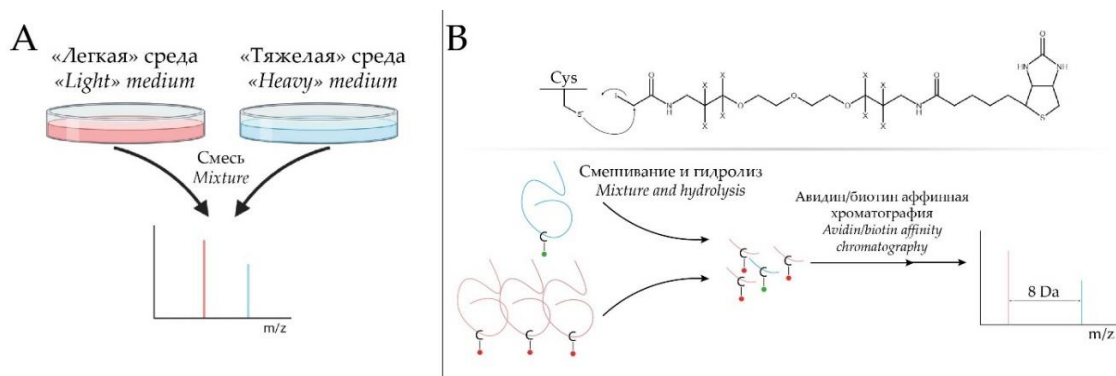 A
«Легкая» среда
«Light» medium
«Тяжелая» среда
«Heavy» medium
Смесь
Mixture
m/z
B
Cys
S
I
O
N
H
X
X
X
X
O
O
O
X
X
X
X
N
H
O
O
HN
NH
S
Смешивание и гидролиз
Mixture and hydrolysis
C
C
C
C
C
C
C
C
Авидин/биотин аффинная
хроматография
Avidin/biotin affinity
chromatography
8 Da
m/z